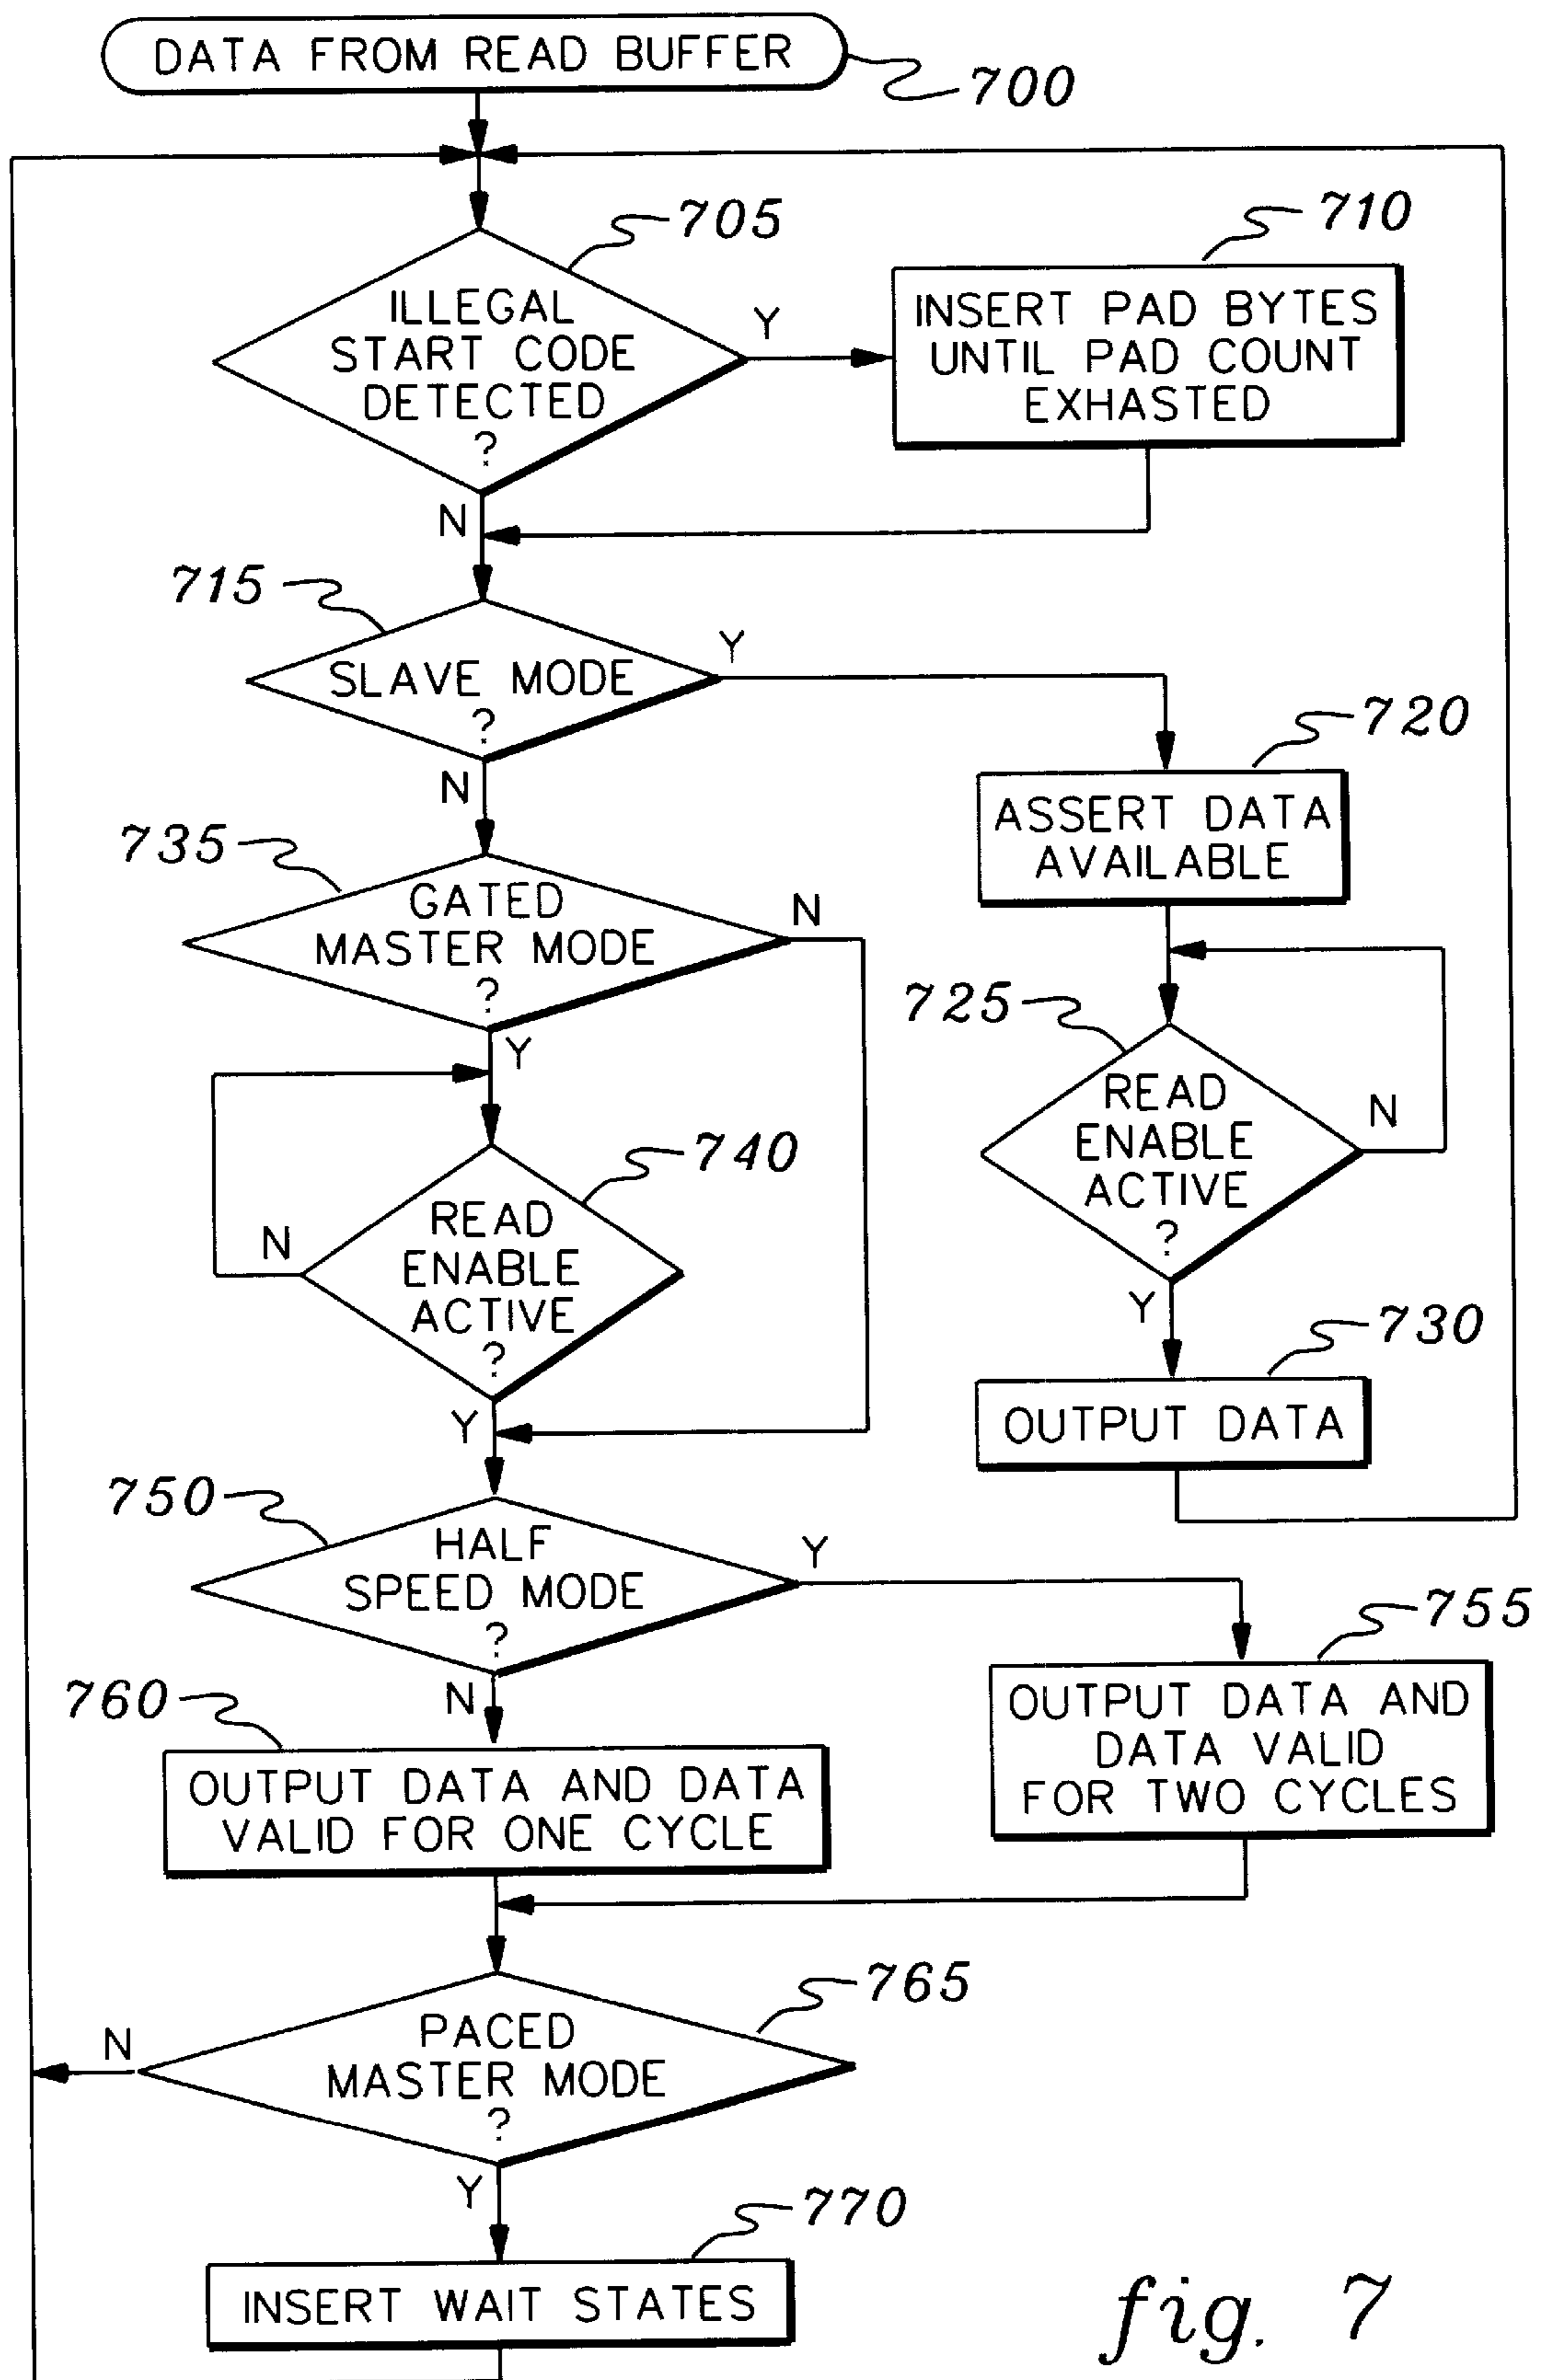 DATA FROM READ BUFFER
700
705
710
ILLEGAL
START CODE
DETECTED
?
Y
INSERT PAD BYTES
UNTIL PAD COUNT
EXHASTED
N
715
SLAVE MODE
?
Y
720
N
ASSERT DATA
AVAILABLE
735
GATED
MASTER MODE
?
N
Y
725
READ
ENABLE
ACTIVE
?
N
740
READ
ENABLE
ACTIVE
?
N
Y
730
Y
OUTPUT DATA
750
HALF
SPEED MODE
?
Y
755
N
760
OUTPUT DATA AND
DATA VALID
FOR TWO CYCLES
OUTPUT DATA AND DATA
VALID FOR ONE CYCLE
765
PACED
MASTER MODE
?
N
Y
770
INSERT WAIT STATES
fig. 7